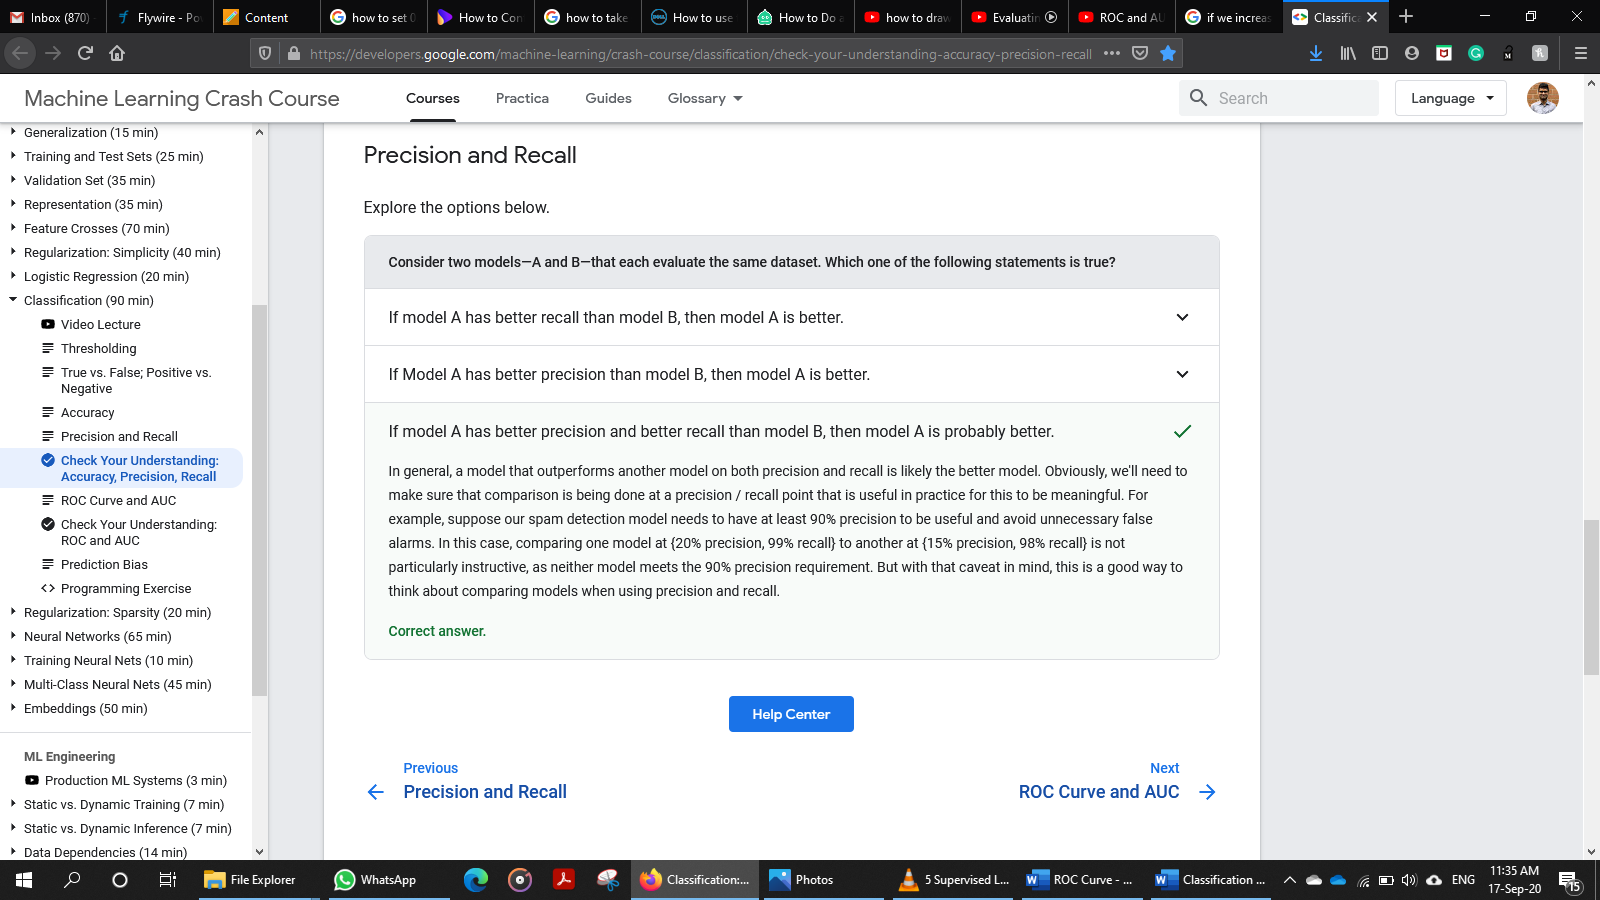 Inbox (870)
Flywire - Po
Content
how to set 0
How to Con
how to take
How to use
How to Do a
how to draw
Evaluatin
ROC and AU
if we increas
Classific
https://developers.google.com/machine-learning/crash-course/classification/check-your-understanding-accuracy-precision-recall
Machine Learning Crash Course
Courses
Practica
Guides
Glossary
Search
Language
Generalization (15 min)
Training and Test Sets (25 min)
Validation Set (35 min)
Representation (35 min)
Feature Crosses (70 min)
Regularization: Simplicity (40 min)
Logistic Regression (20 min)
Classification (90 min)
Video Lecture
Thresholding
True vs. False; Positive vs.
Negative
Accuracy
Precision and Recall
Check Your Understanding:
Accuracy, Precision, Recall
ROC Curve and AUC
Check Your Understanding:
ROC and AUC
Prediction Bias
Programming Exercise
Regularization: Sparsity (20 min)
Neural Networks (65 min)
Training Neural Nets (10 min)
Multi-Class Neural Nets (45 min)
Embeddings (50 min)
ML Engineering
Production ML Systems (3 min)
Static vs. Dynamic Training (7 min)
Static vs. Dynamic Inference (7 min)
Data Dependencies (14 min)
Precision and Recall
Explore the options below.
Consider two models—A and B—that each evaluate the same dataset. Which one of the following statements is true?
If model A has better recall than model B, then model A is better.
If Model A has better precision than model B, then model A is better.
If model A has better precision and better recall than model B, then model A is probably better.
In general, a model that outperforms another model on both precision and recall is likely the better model. Obviously, we'll need to
make sure that comparison is being done at a precision / recall point that is useful in practice for this to be meaningful. For
example, suppose our spam detection model needs to have at least 90% precision to be useful and avoid unnecessary false
alarms. In this case, comparing one model at {20% precision, 99% recall} to another at {15% precision, 98% recall} is not
particularly instructive, as neither model meets the 90% precision requirement. But with that caveat in mind, this is a good way to
think about comparing models when using precision and recall.
Correct answer.
Help Center
Previous
Precision and Recall
Next
ROC Curve and AUC
File Explorer
WhatsApp
Classification:...
Photos
5 Supervised L...
ROC Curve - ...
Classification ...
ENG
11:35 AM
17-Sep-20
15